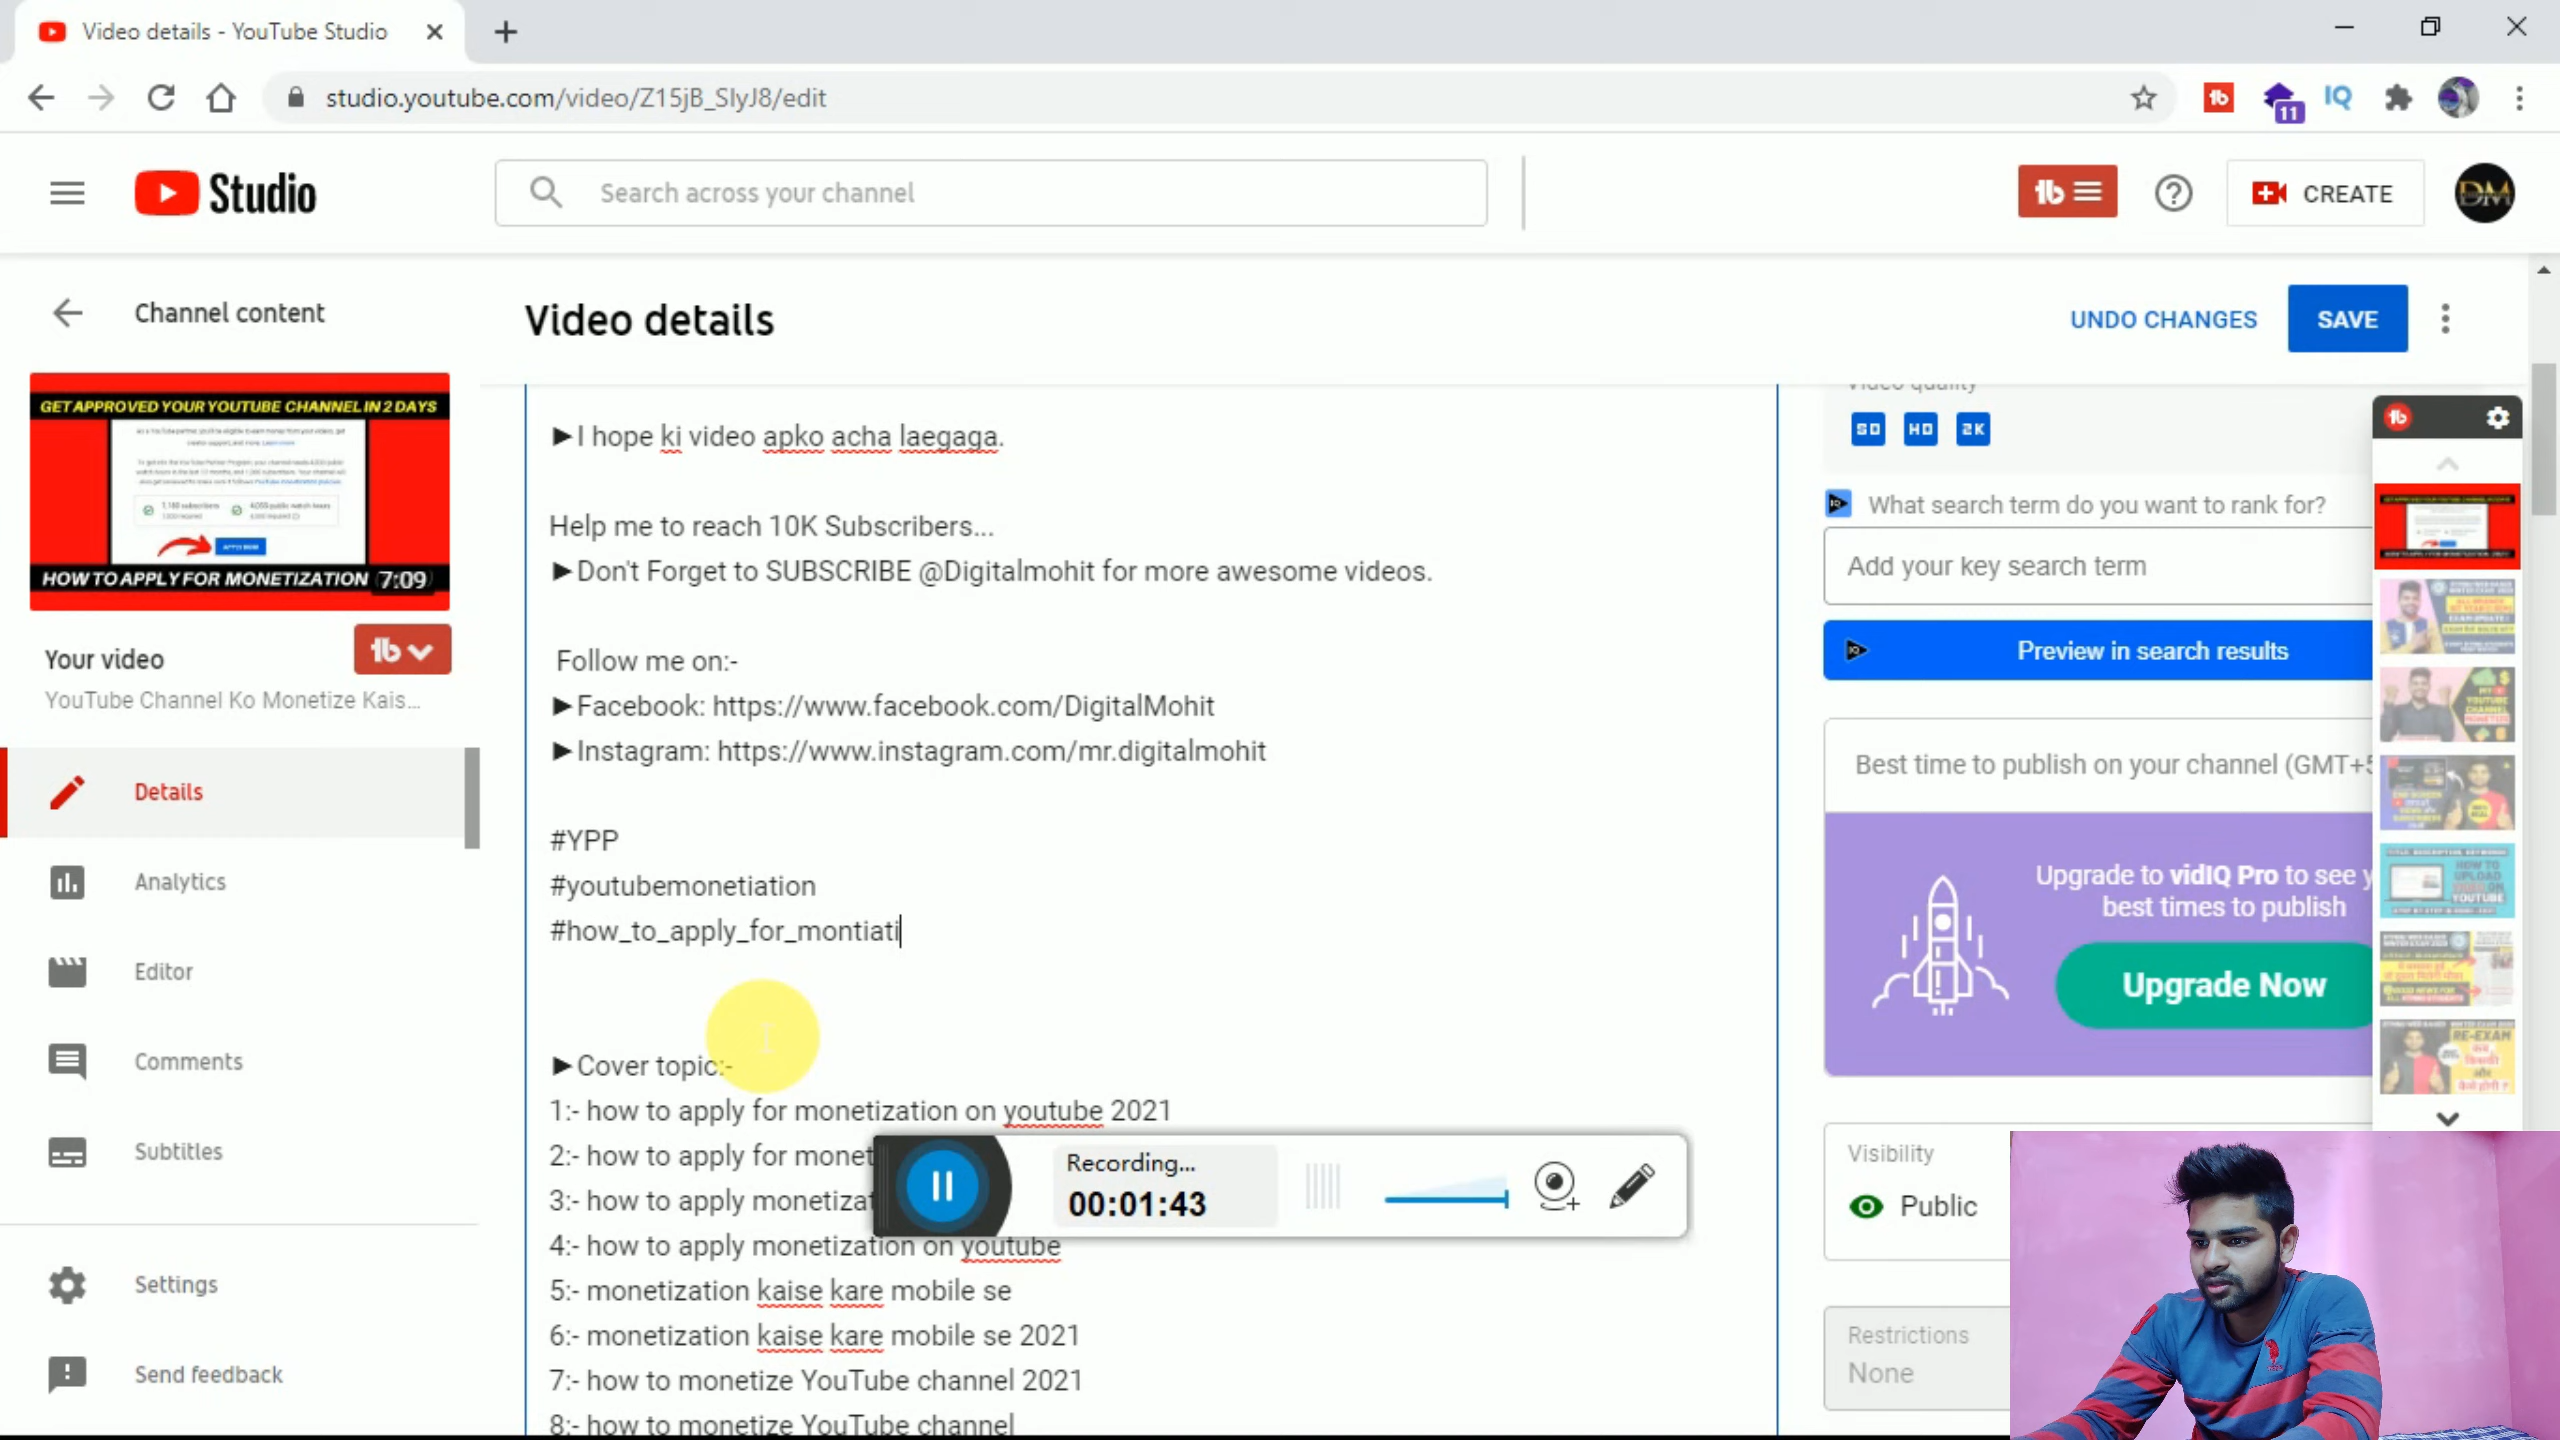 Video details - YouTube Studio
studio.youtube.com/video/Z15jB_SlyJ8/edit
11
IQ
Studio
Search across your channel
CREATE
DM
Channel content
Video details
UNDO CHANGES
SAVE
GET APPROVED YOUR YOUTUBE CHANNEL IN 2 DAYS
HOW TO APPLY FOR MONETIZATION 7:09
Your video
YouTube Channel Ko Monetize Kais...
Details
Analytics
Editor
Comments
Subtitles
Settings
Send feedback
►I hope ki video apko acha laegaga.
Help me to reach 10K Subscribers...
►Don't Forget to SUBSCRIBE @Digitalmohit for more awesome videos.
Follow me on:-
►Facebook: https://www.facebook.com/DigitalMohit
►Instagram: https://www.instagram.com/mr.digitalmohit
#YPP
#youtubemonetiation
#how_to_apply_for_montiati
►Cover topic:-
1:- how to apply for monetization on youtube 2021
2:- how to apply for monet
3:- how to apply monetizat
4:- how to apply monetization on youtube
5:- monetization kaise kare mobile se
6:- monetization kaise kare mobile se 2021
7:- how to monetize YouTube channel 2021
8:- how to monetize YouTube channel
Recording...
00:01:43
Video quality
SD HD 2K
What search term do you want to rank for?
Add your key search term
Preview in search results
Best time to publish on your channel (GMT+5
Upgrade to vidIQ Pro to see y
best times to publish
Upgrade Now
Visibility
Public
Restrictions
None